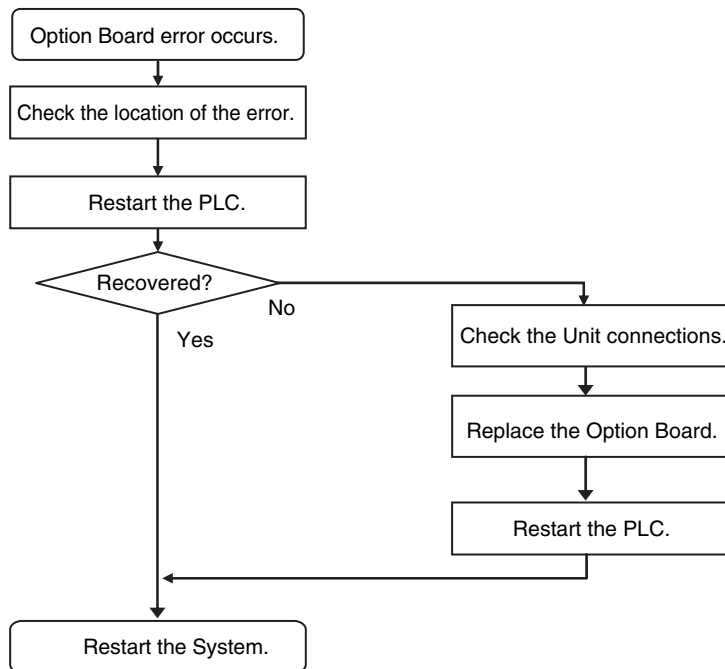 Option Board error occurs.
Check the location of the error.
Restart the PLC.
Recovered?
No
Yes
Check the Unit connections.
Replace the Option Board.
Restart the PLC.
Restart the System.